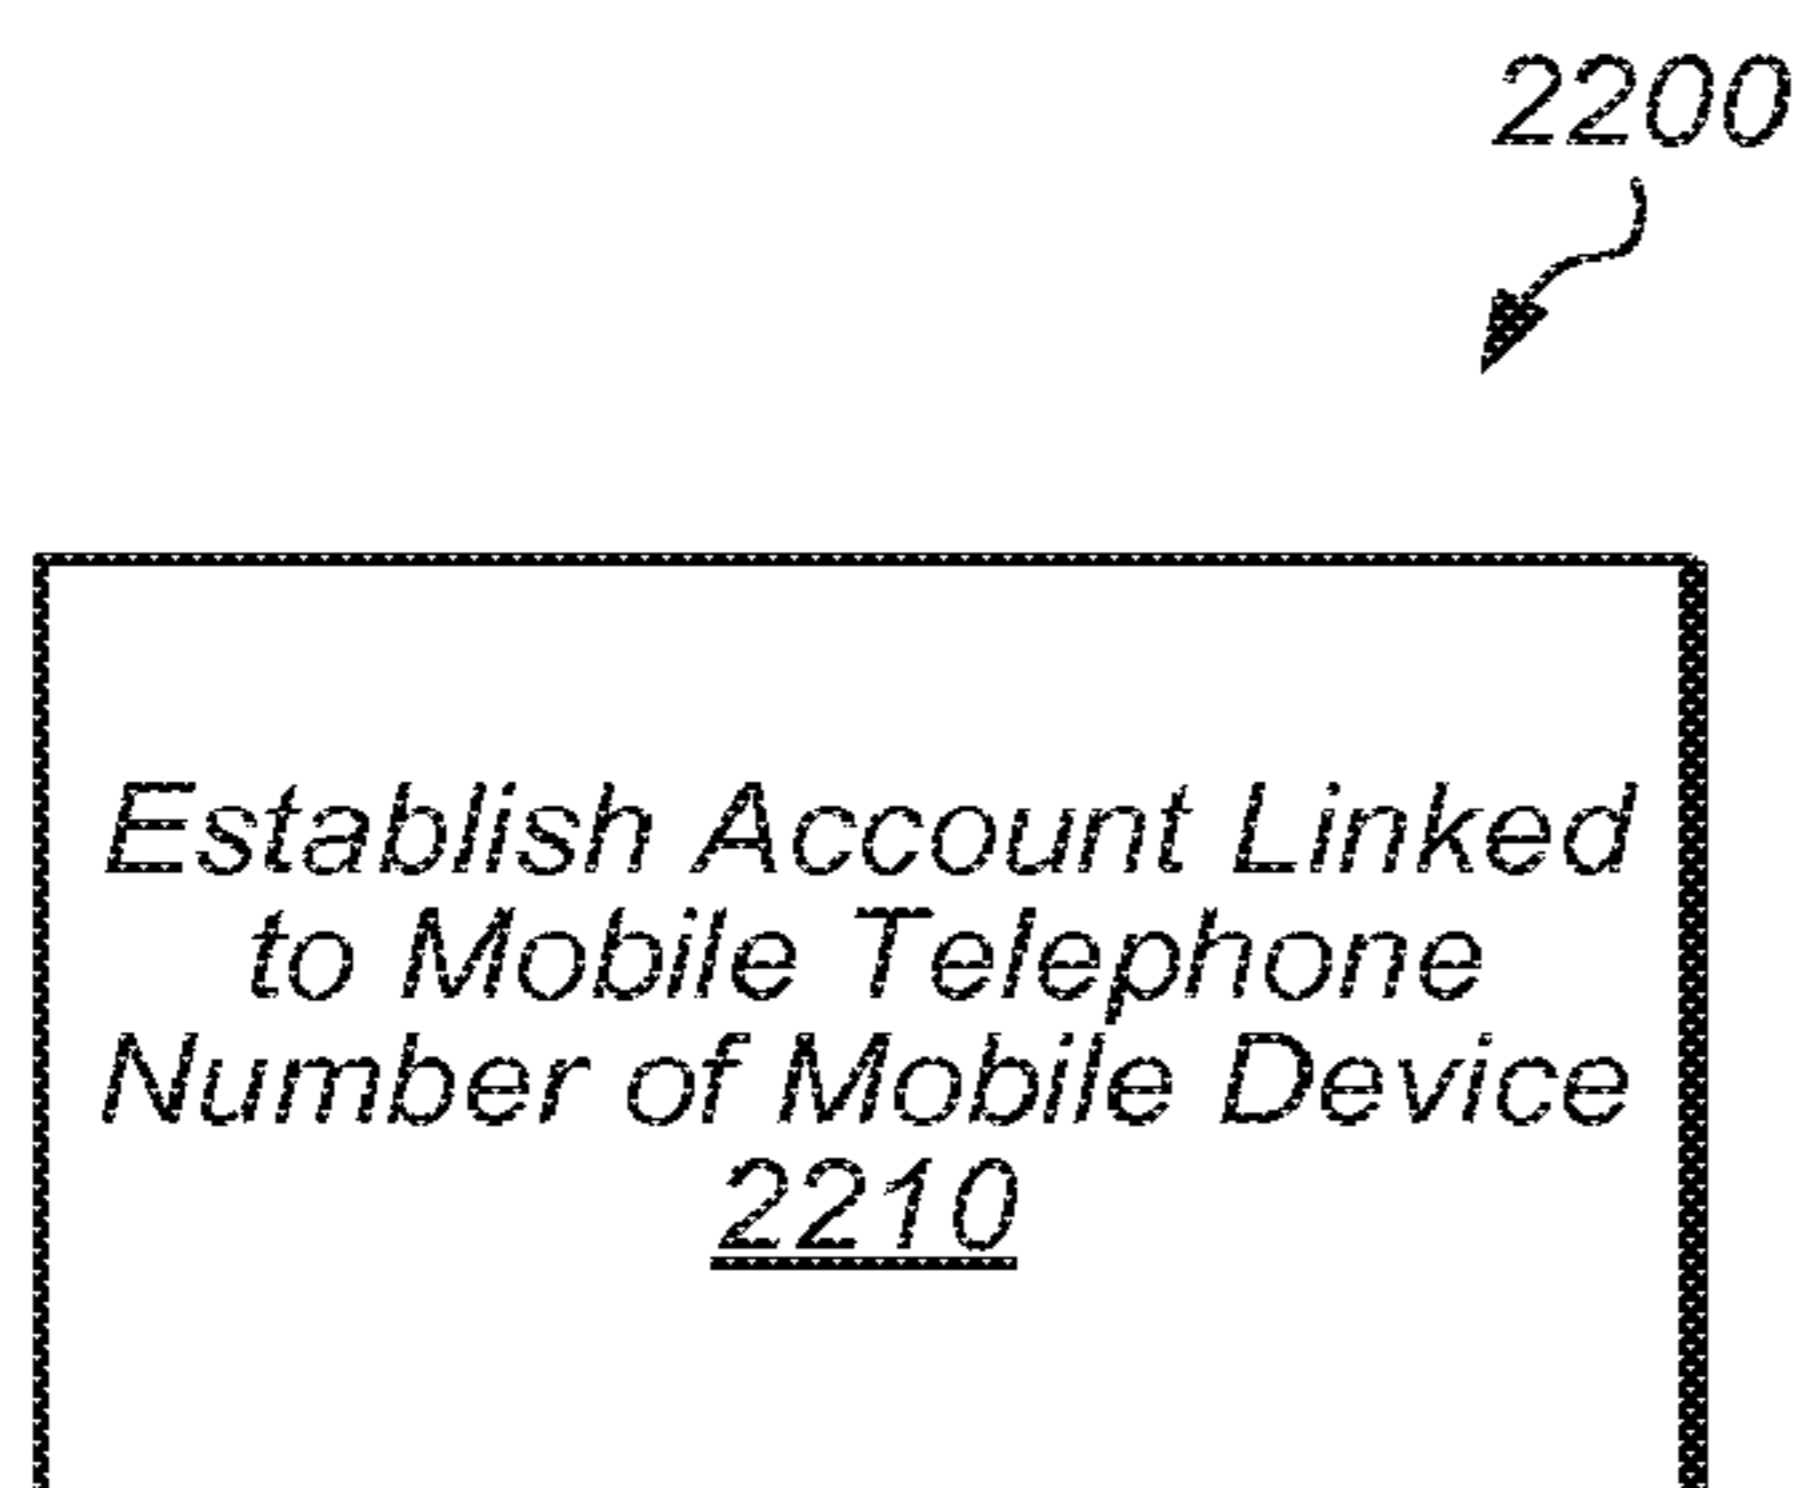 2200
Establish Account Linked
to Mobile Telephone
Number of Mobile Device
2210